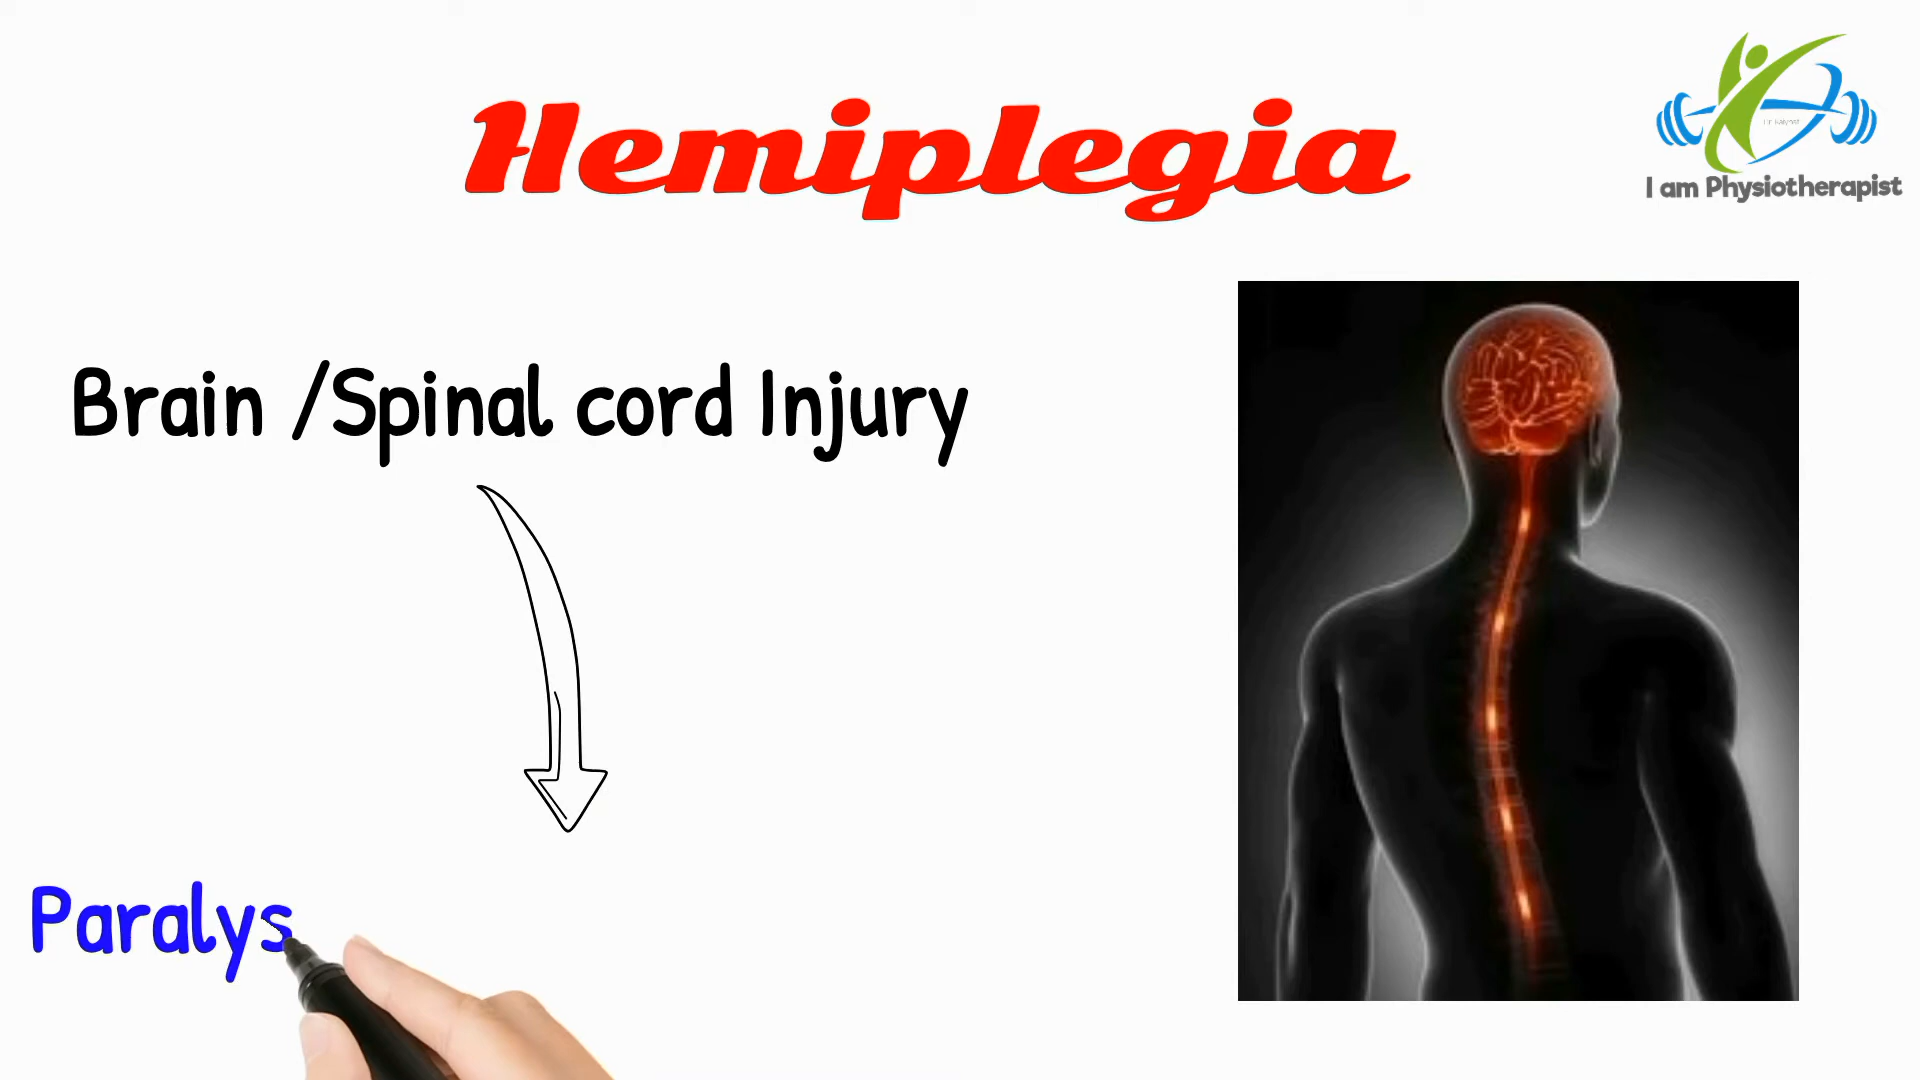 Hemiplegia
I am Physiotherapist
Brain /Spinal cord Injury
Paralys